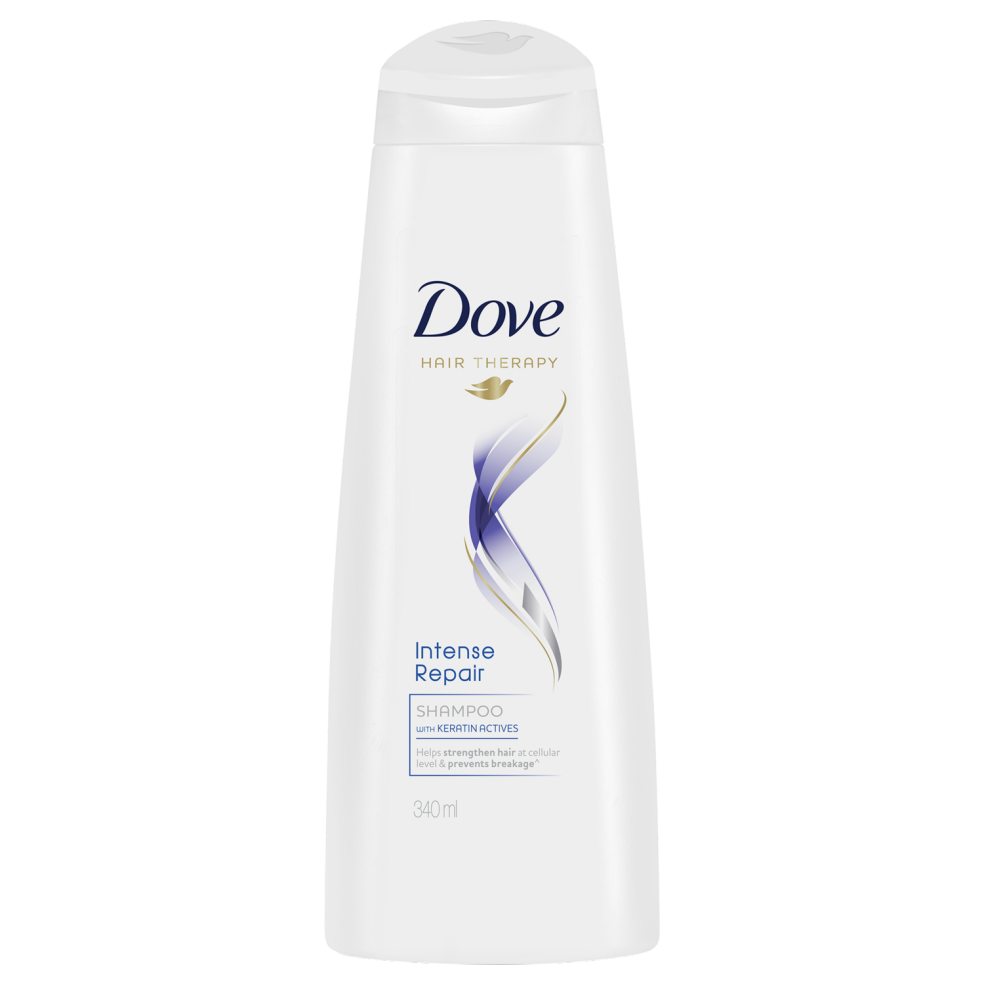 Dove
HAIR THERAPY
Intense
Repair
SHAMPOO
WITH KERATIN ACTIVES
Helps strengthen hair at cellular
level & prevents breakage^
340 ml